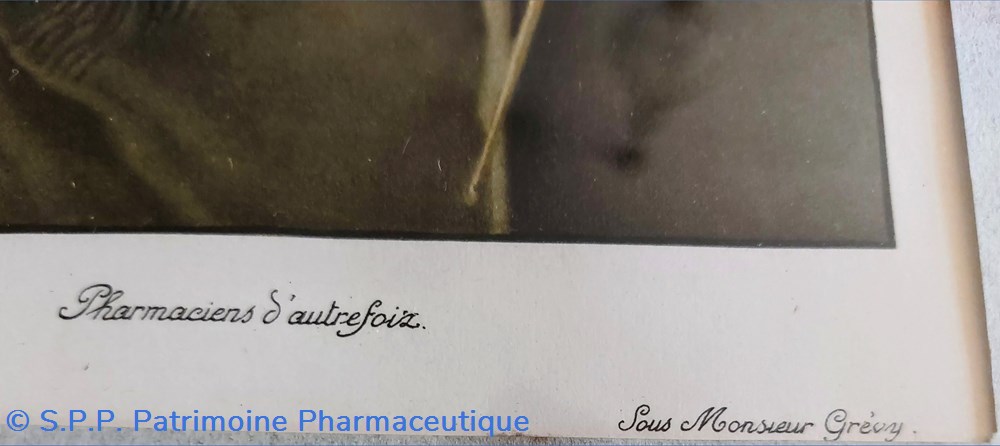 Pharmaciens d'autrefoiz.
© S.P.P. Patrimoine Pharmaceutique
Sous Monsieur Grévy.